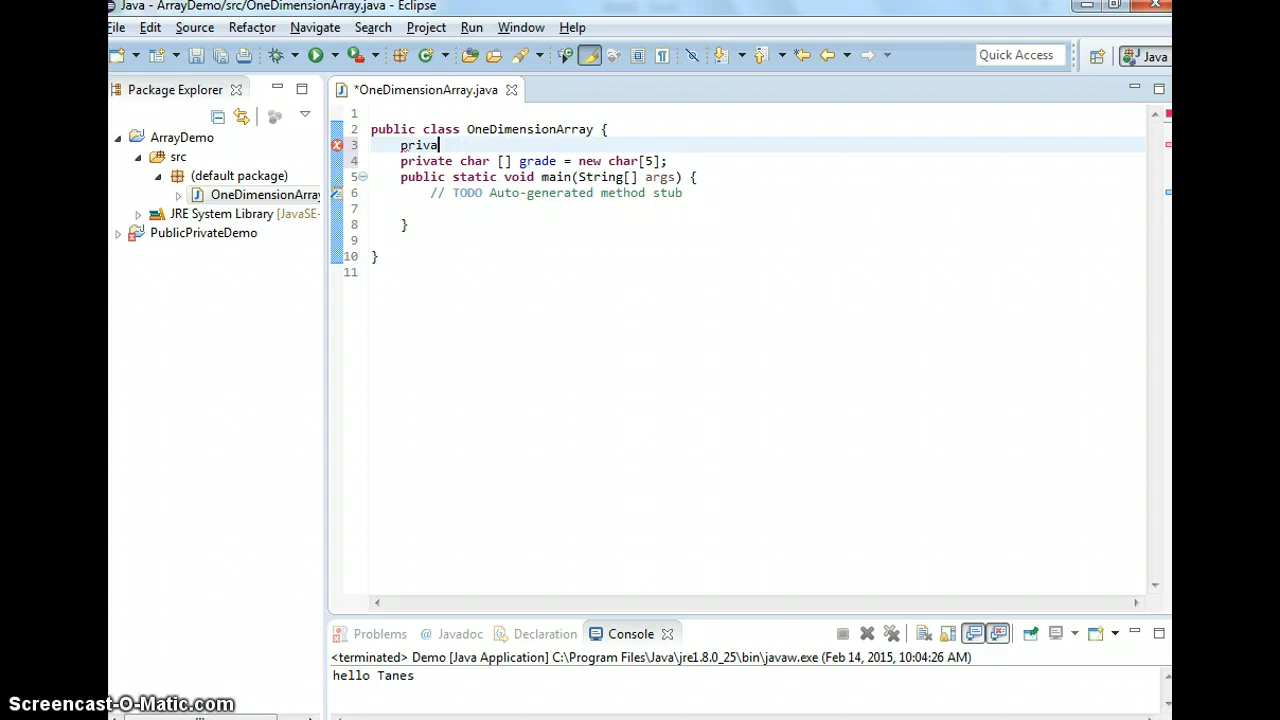 Java - ArrayDemo/src/OneDimensionArray.java - Eclipse
File Edit Source Refactor Navigate Search Project Run Window Help
Quick Access
Java
Package Explorer
*OneDimensionArray.java
ArrayDemo
src
(default package)
OneDimensionArray
JRE System Library [JavaSE-
PublicPrivateDemo
1
2 public class OneDimensionArray {
3 priva
4 private char [] grade = new char[5];
5 public static void main(String[] args) {
6 // TODO Auto-generated method stub
7
8 }
9
10 }
11
Problems @ Javadoc Declaration Console
<terminated> Demo [Java Application] C:\Program Files\Java\jre1.8.0_25\bin\javaw.exe (Feb 14, 2015, 10:04:26 AM)
hello Tanes
Screencast-O-Matic.com